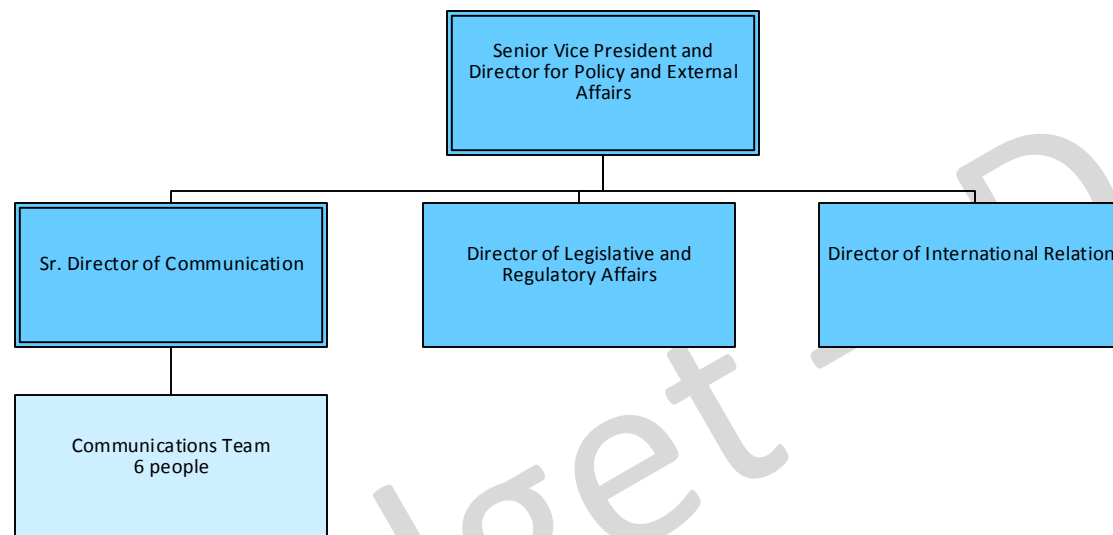 Senior Vice President and
Director for Policy and External
Affairs
Sr. Director of Communication
Director of Legislative and
Regulatory Affairs
Director of International Relation
Communications Team
6 people